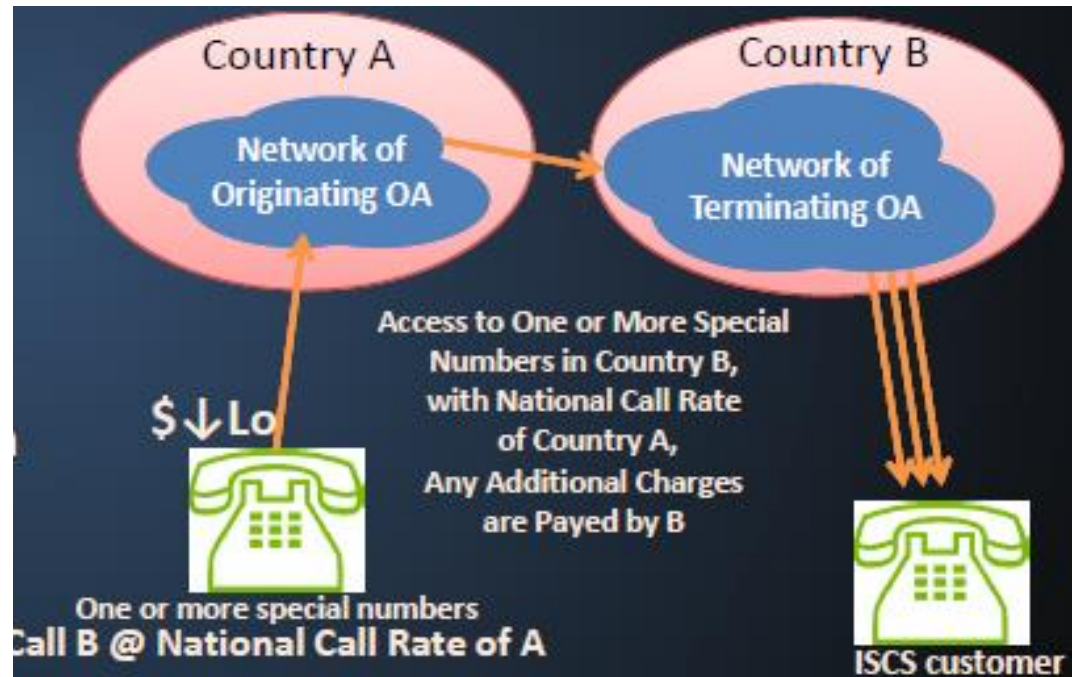 Country A
Network of
Originating OA
Country B
Network of
Terminating OA
Access to One or More Special
Numbers in Country B,
with National Call Rate
of Country A,
Any Additional Charges
are Payed by B
$↓Lo
One or more special numbers
Call B @ National Call Rate of A
ISCS customer